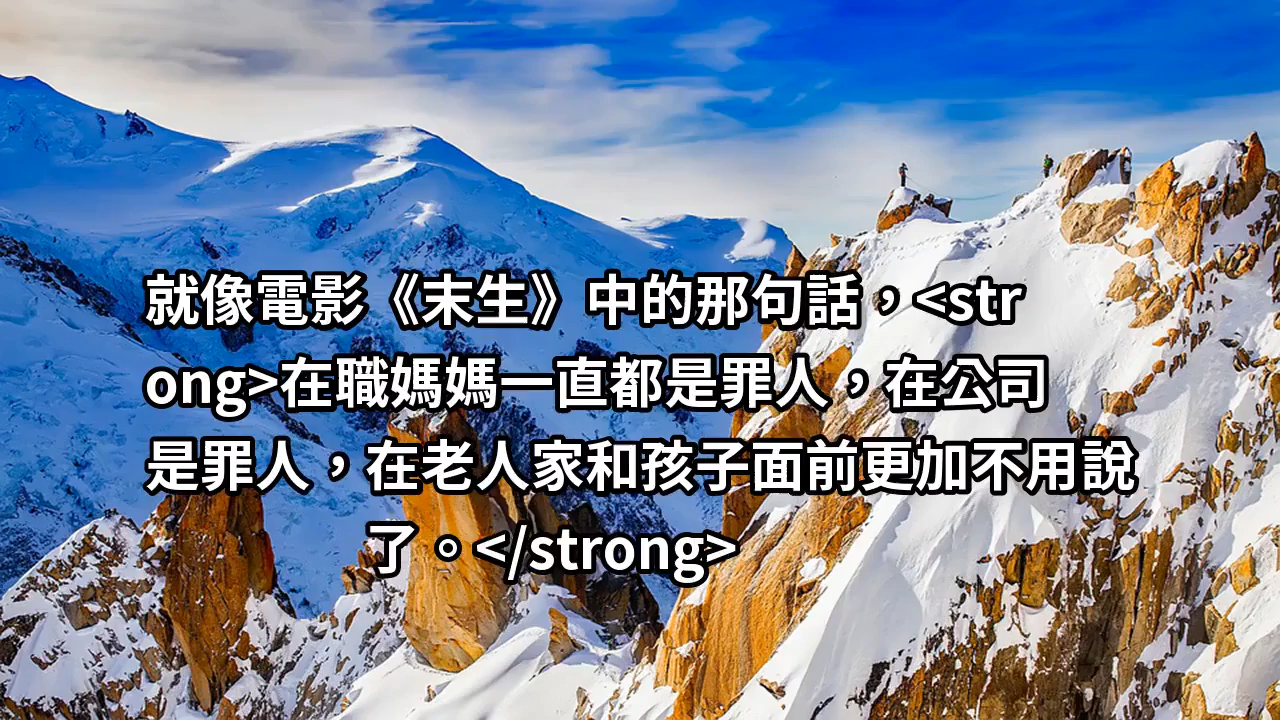 就像電影《末生》中的那句話，<str
ong>在職媽媽一直都是罪人，在公司
是罪人，在老人家和孩子面前更加不用說
了。</strong>